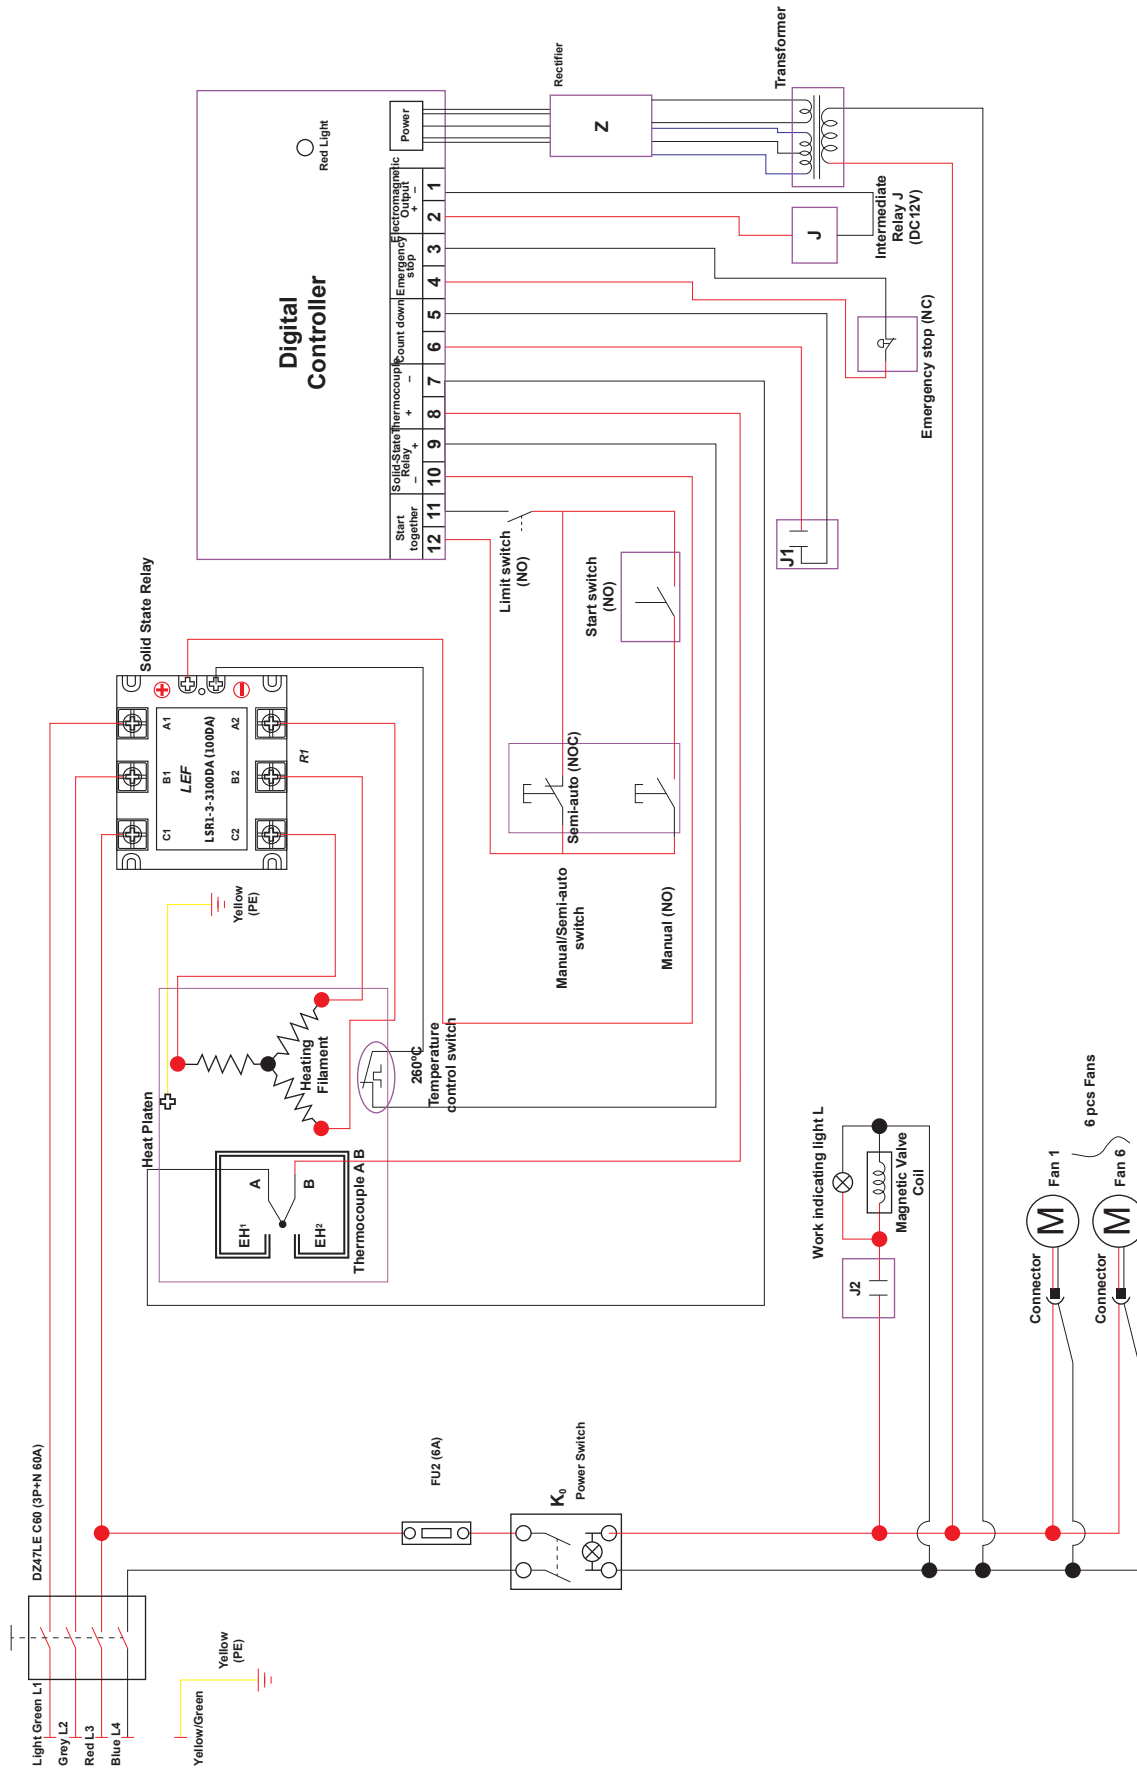 Light Green L1
Grey L2
Red L3
Blue L4
Yellow/Green
Yellow
(PE)
DZ47LE C60 (3P+N 60A)
FU2 (6A)
K0
Power Switch
Solid State Relay
A1
B1
C1
LEF
LSR1-3-3100DA (100DA)
A2
B2
C2
R1
Yellow
(PE)
Heat Platen
Heating
Filament
260ºC
Temperature
control switch
A
B
EH1
EH2
Thermocouple A B
Digital
Controller
Red Light
Power
Electromagnetic
Output
+ −
Emergency
stop
Count down
Thermocouple
+ −
Solid-State
Relay
− +
Start
together
1
2
3
4
5
6
7
8
9
10
11
12
Rectifier
Z
Transformer
J
Intermediate
Relay J
(DC12V)
Emergency stop (NC)
J1
Limit switch
(NO)
Start switch
(NO)
Semi-auto (NOC)
Manual/Semi-auto
switch
Manual (NO)
Work indicating light L
Magnetic Valve
Coil
J2
6 pcs Fans
Fan 1
M
Connector
Fan 6
M
Connector